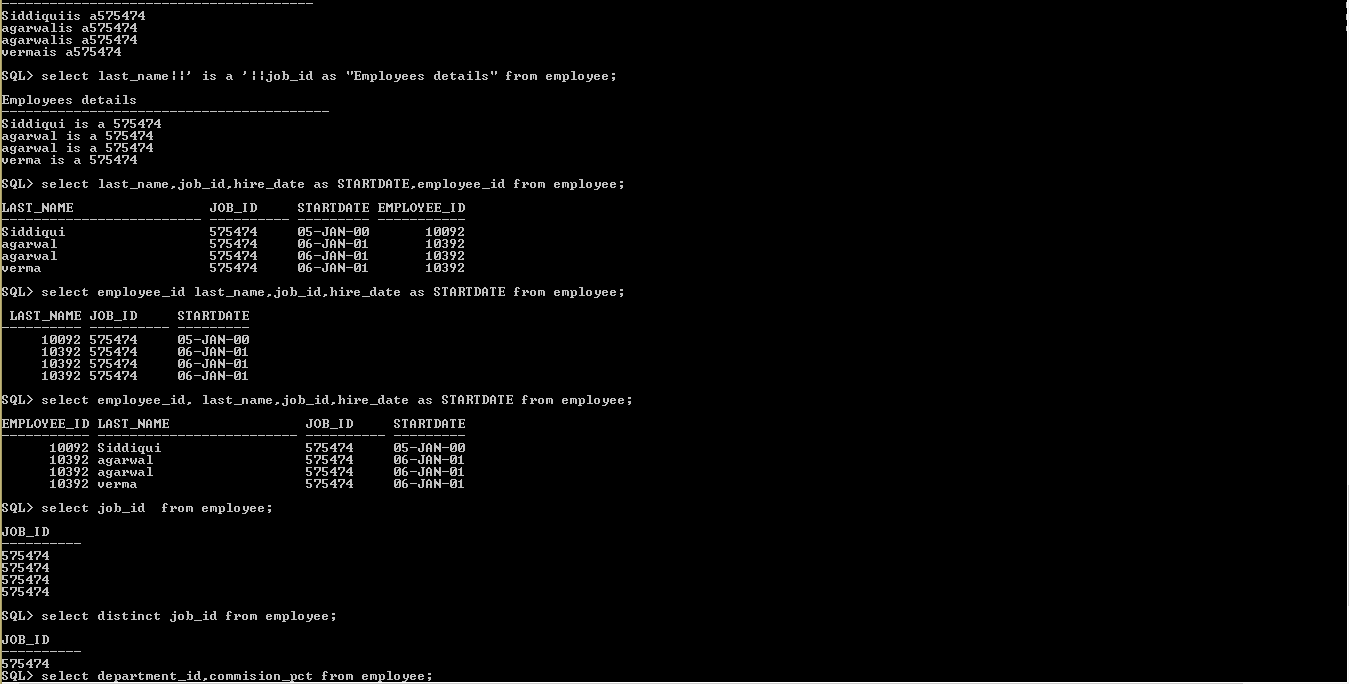 Siddiquiis a575474
agarwalis a575474
agarwalis a575474
vermais a575474
SQL> select last_name||' is a '||job_id as "Employees details" from employee;
Employees details
Siddiqui is a 575474
agarwal is a 575474
agarwal is a 575474
verma is a 575474
SQL> select last_name,job_id,hire_date as STARTDATE,employee_id from employee;
LAST_NAME JOB_ID STARTDATE EMPLOYEE_ID
Siddiqui 575474 05-JAN-00 10092
agarwal 575474 06-JAN-01 10392
agarwal 575474 06-JAN-01 10392
verma 575474 06-JAN-01 10392
SQL> select employee_id last_name,job_id,hire_date as STARTDATE from employee;
LAST_NAME JOB_ID STARTDATE
10092 575474 05-JAN-00
10392 575474 06-JAN-01
10392 575474 06-JAN-01
10392 575474 06-JAN-01
SQL> select employee_id, last_name,job_id,hire_date as STARTDATE from employee;
EMPLOYEE_ID LAST_NAME JOB_ID STARTDATE
10092 Siddiqui 575474 05-JAN-00
10392 agarwal 575474 06-JAN-01
10392 agarwal 575474 06-JAN-01
10392 verma 575474 06-JAN-01
SQL> select job_id  from employee;
JOB_ID
575474
575474
575474
575474
SQL> select distinct job_id from employee;
JOB_ID
575474
SQL> select department_id,commision_pct from employee;